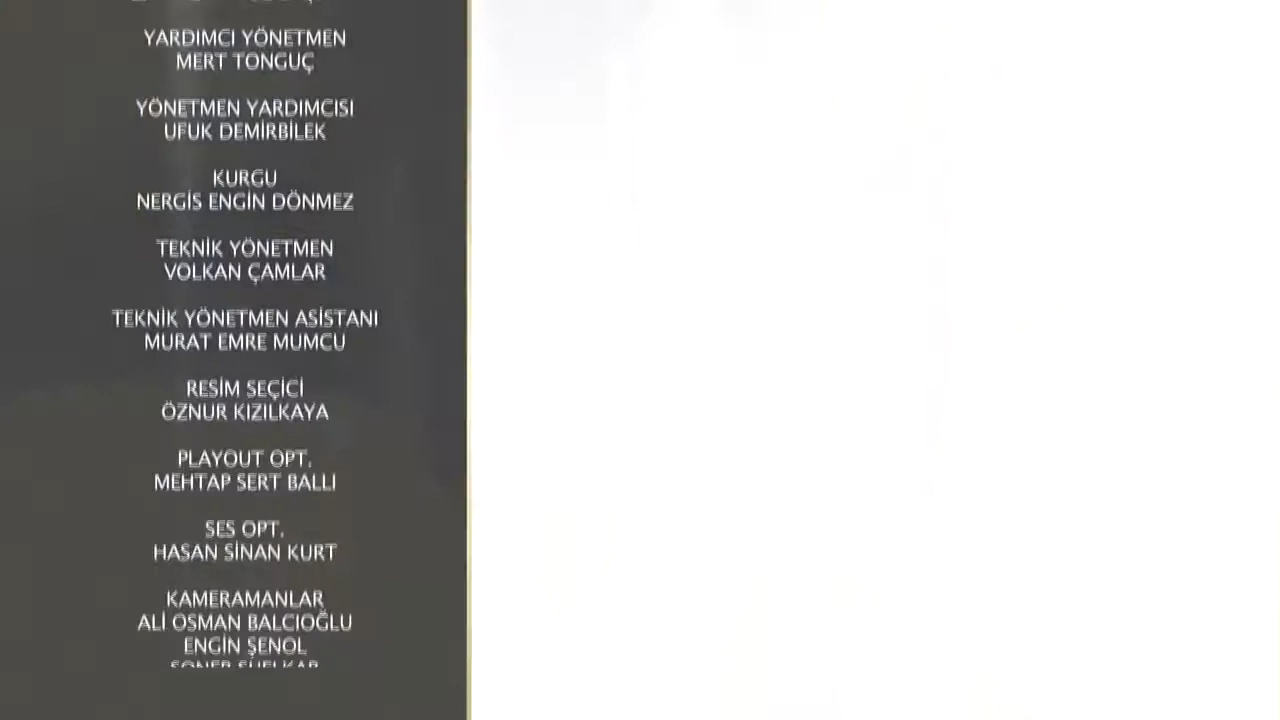 YARDIMCI YÖNETMEN
MERT TONGUÇ
YÖNETMEN YARDIMCISI
UFUK DEMİRBİLEK
KURGU
NERGİS ENGİN DÖNMEZ
TEKNİK YÖNETMEN
VOLKAN ÇAMLAR
TEKNİK YÖNETMEN ASİSTANI
MURAT EMRE MUMCU
RESİM SEÇİCİ
ÖZNUR KIZILKAYA
PLAYOUT OPT.
MEHTAP SERT BALLI
SES OPT.
HASAN SİNAN KURT
KAMERAMANLAR
ALİ OSMAN BALCIOĞLU
ENGİN ŞENOL